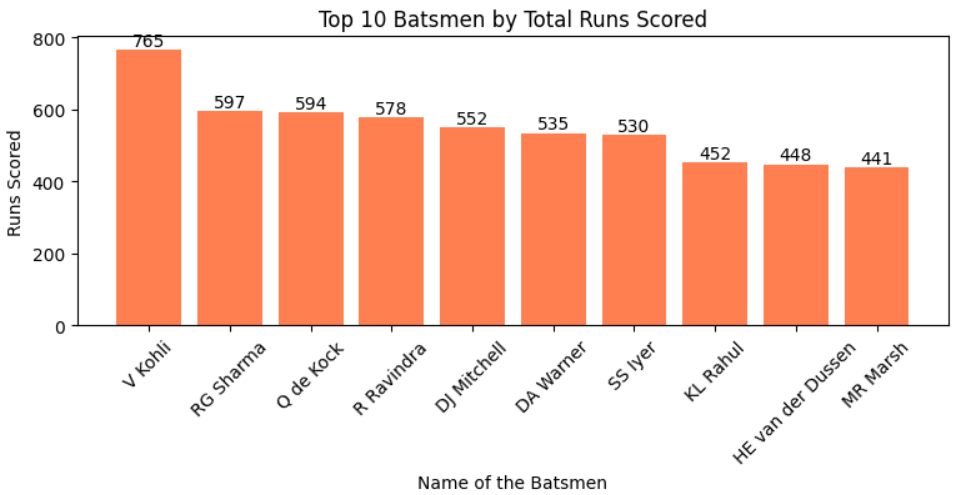 Top 10 Batsmen by Total Runs Scored
800
600
400
200
0
Runs Scored
765
597
594
578
552
535
530
452
448
441
V Kohli
RG Sharma
Q de Kock
R Ravindra
DJ Mitchell
DA Warner
SS Iyer
KL Rahul
HE van der Dussen
MR Marsh
Name of the Batsmen